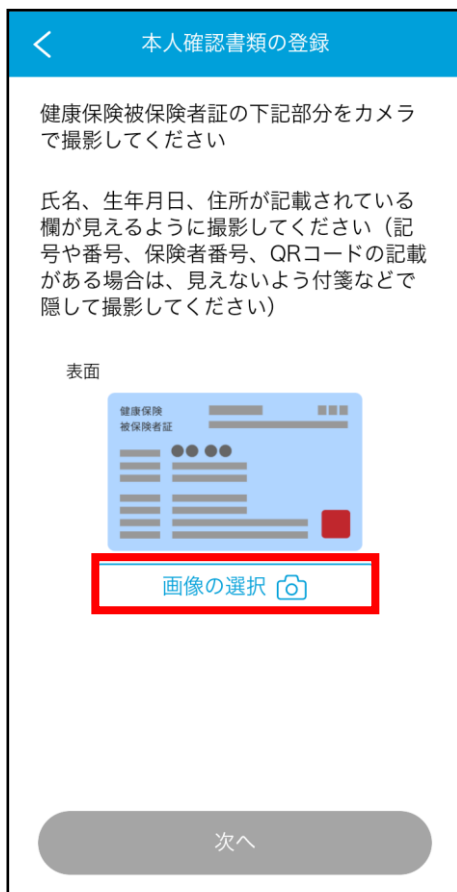 本人確認書類の登録
健康保険被保険者証の下記部分をカメラ
で撮影してください
氏名、生年月日、住所が記載されている
欄が見えるように撮影してください（記
号や番号、保険者番号、QRコードの記載
がある場合は、見えないよう付箋などで
隠して撮影してください）
表面
健康保険
被保険者証
画像の選択
次へ